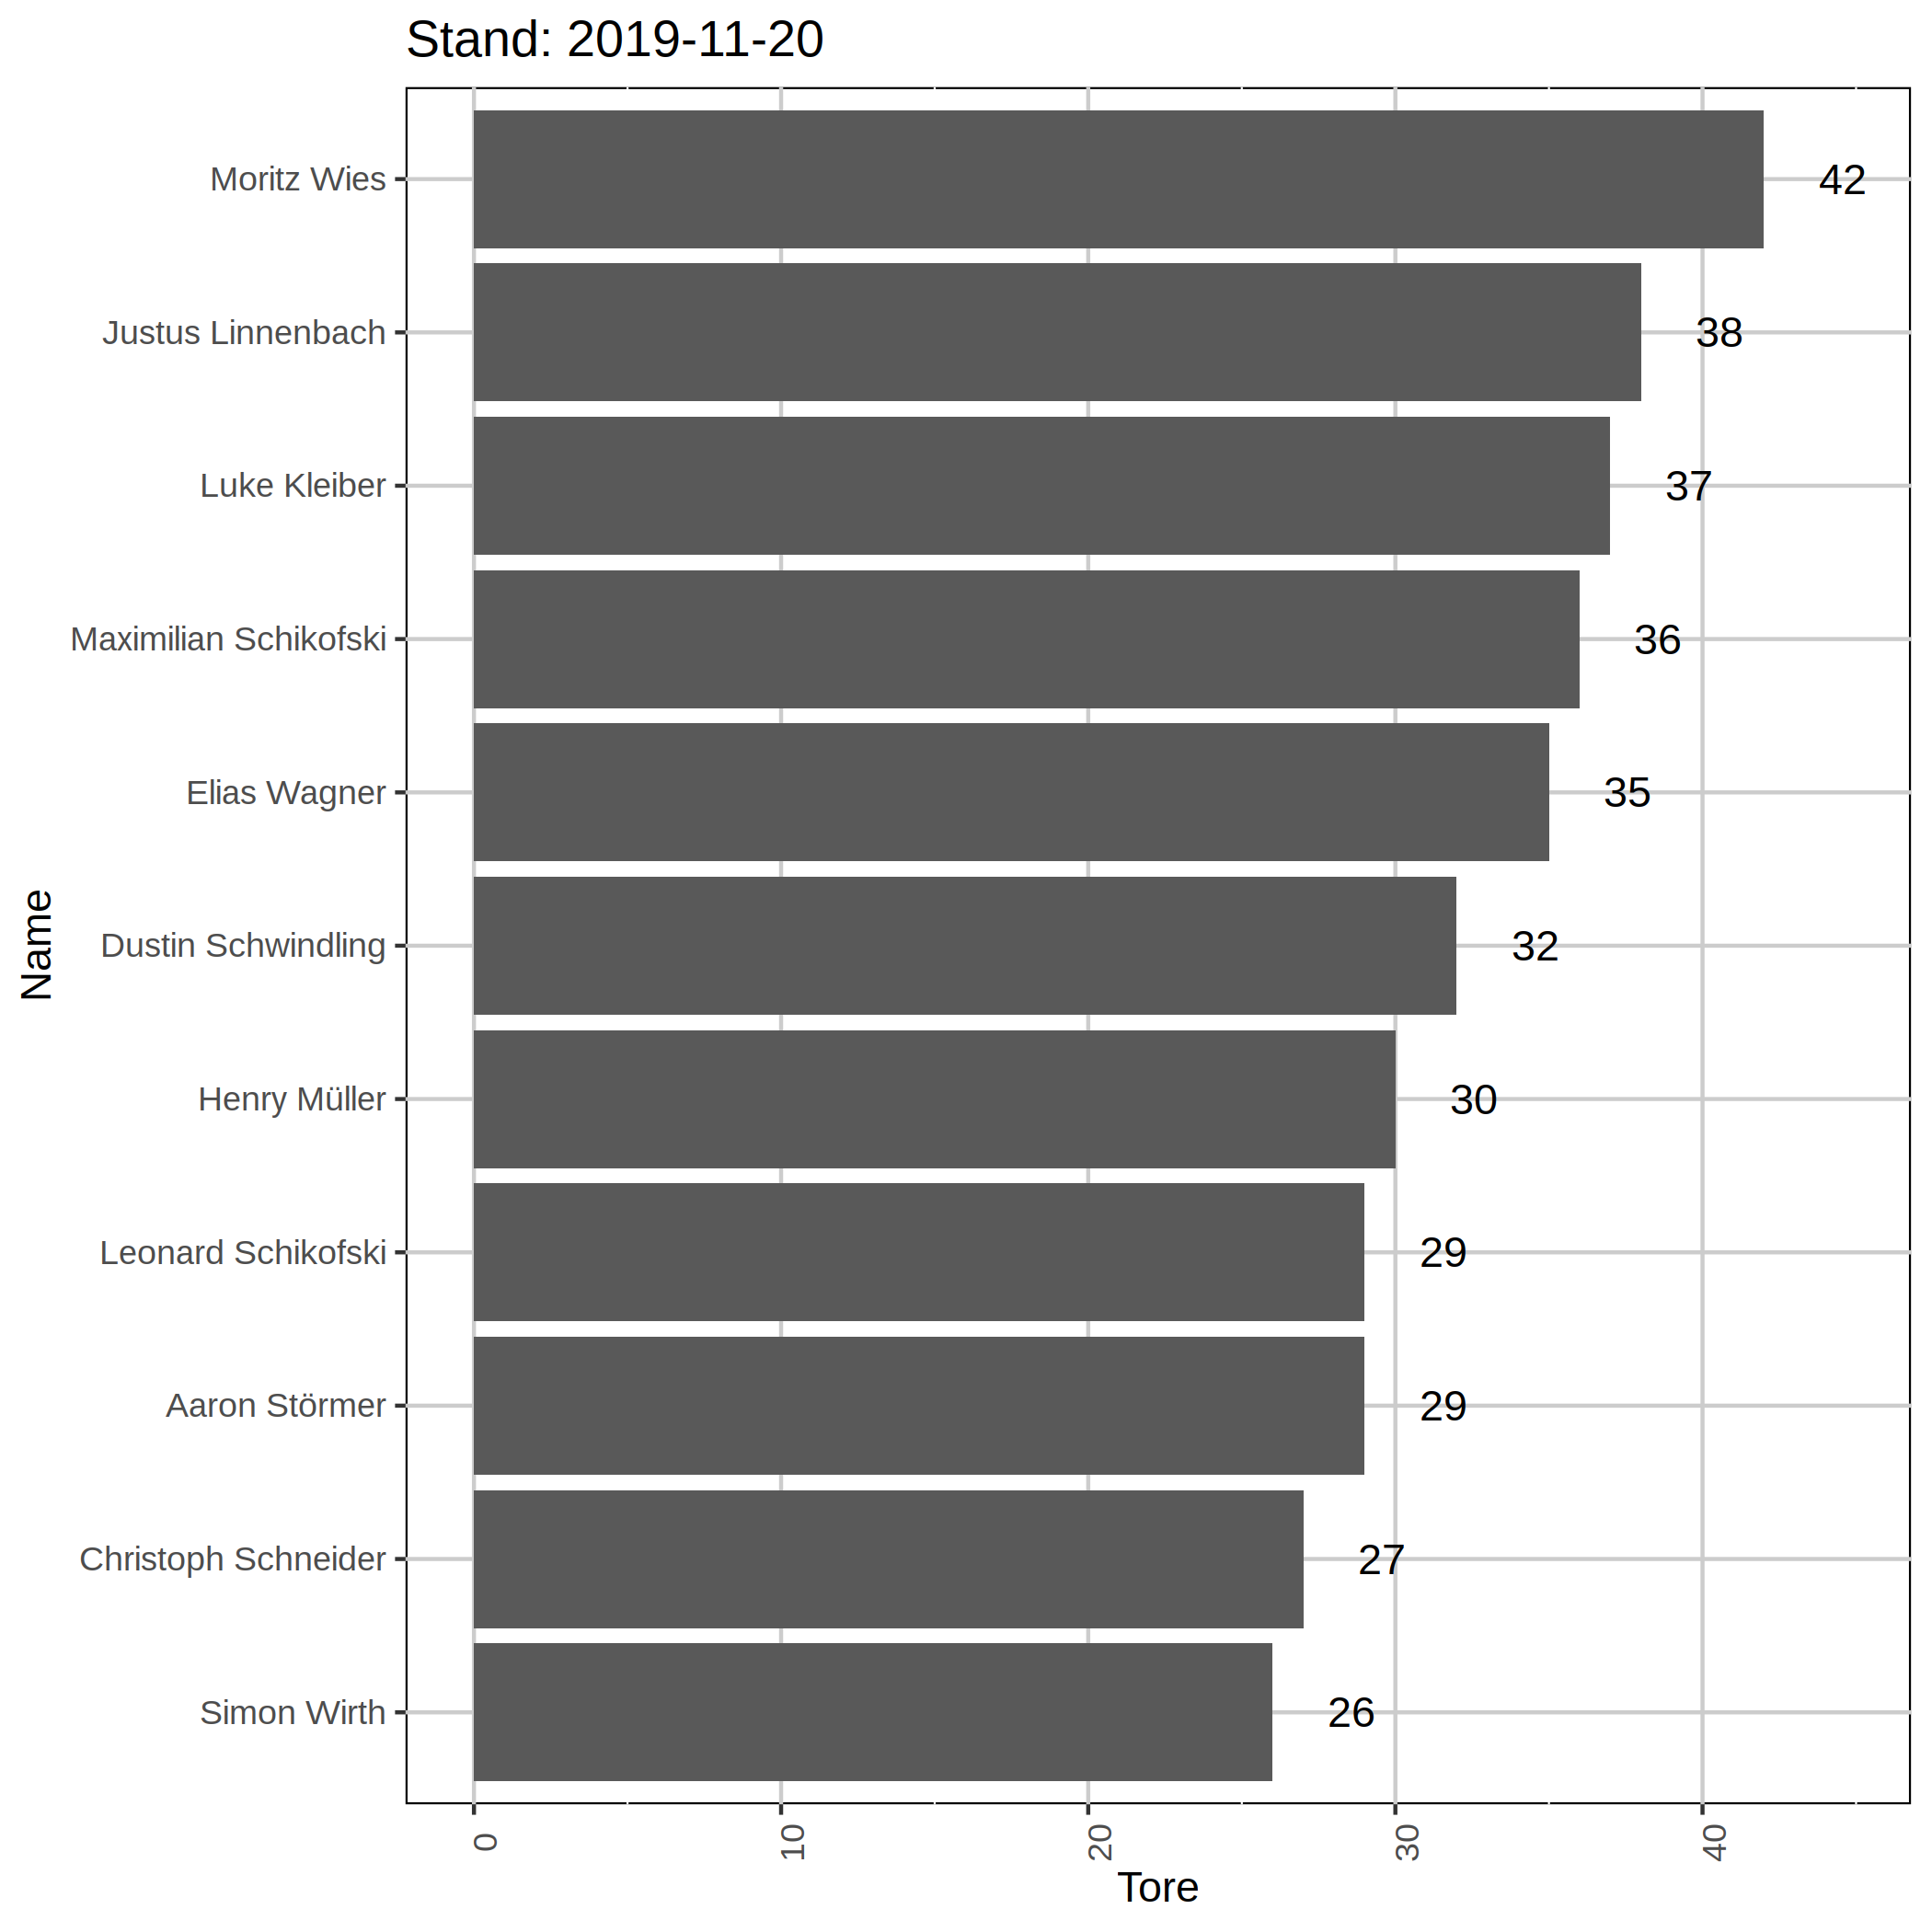 Stand: 2019-11-20
Moritz Wies 42
Justus Linnenbach 38
Luke Kleiber 37
Maximilian Schikofski 36
Elias Wagner 35
Dustin Schwindling 32
Henry Müller 30
Leonard Schikofski 29
Aaron Störmer 29
Christoph Schneider 27
Simon Wirth 26
Name
0 10 20 30 40
Tore